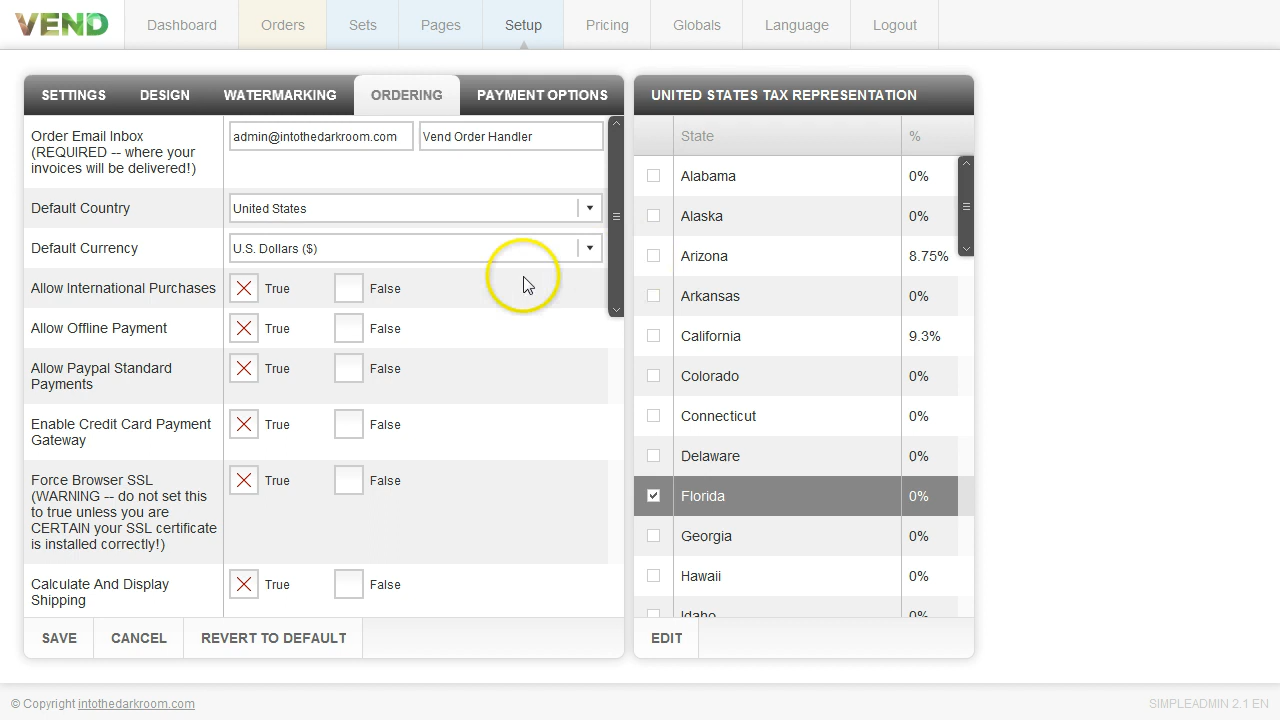 VEND
Dashboard
Orders
Sets
Pages
Setup
Pricing
Globals
Language
Logout
SETTINGS
DESIGN
WATERMARKING
ORDERING
PAYMENT OPTIONS
Order Email Inbox
(REQUIRED -- where your
invoices will be delivered!)
admin@intothedarkroom.com
Vend Order Handler
Default Country
United States
Default Currency
U.S. Dollars ($)
Allow International Purchases
True
False
Allow Offline Payment
True
False
Allow Paypal Standard
Payments
True
False
Enable Credit Card Payment
Gateway
True
False
Force Browser SSL
(WARNING -- do not set this
to true unless you are
CERTAIN your SSL certificate
is installed correctly!)
True
False
Calculate And Display
Shipping
True
False
SAVE
CANCEL
REVERT TO DEFAULT
UNITED STATES TAX REPRESENTATION
State
%
Alabama
0%
Alaska
0%
Arizona
8.75%
Arkansas
0%
California
9.3%
Colorado
0%
Connecticut
0%
Delaware
0%
Florida
0%
Georgia
0%
Hawaii
0%
Idaho
0%
EDIT
© Copyright intothedarkroom.com
SIMPLEADMIN 2.1 EN